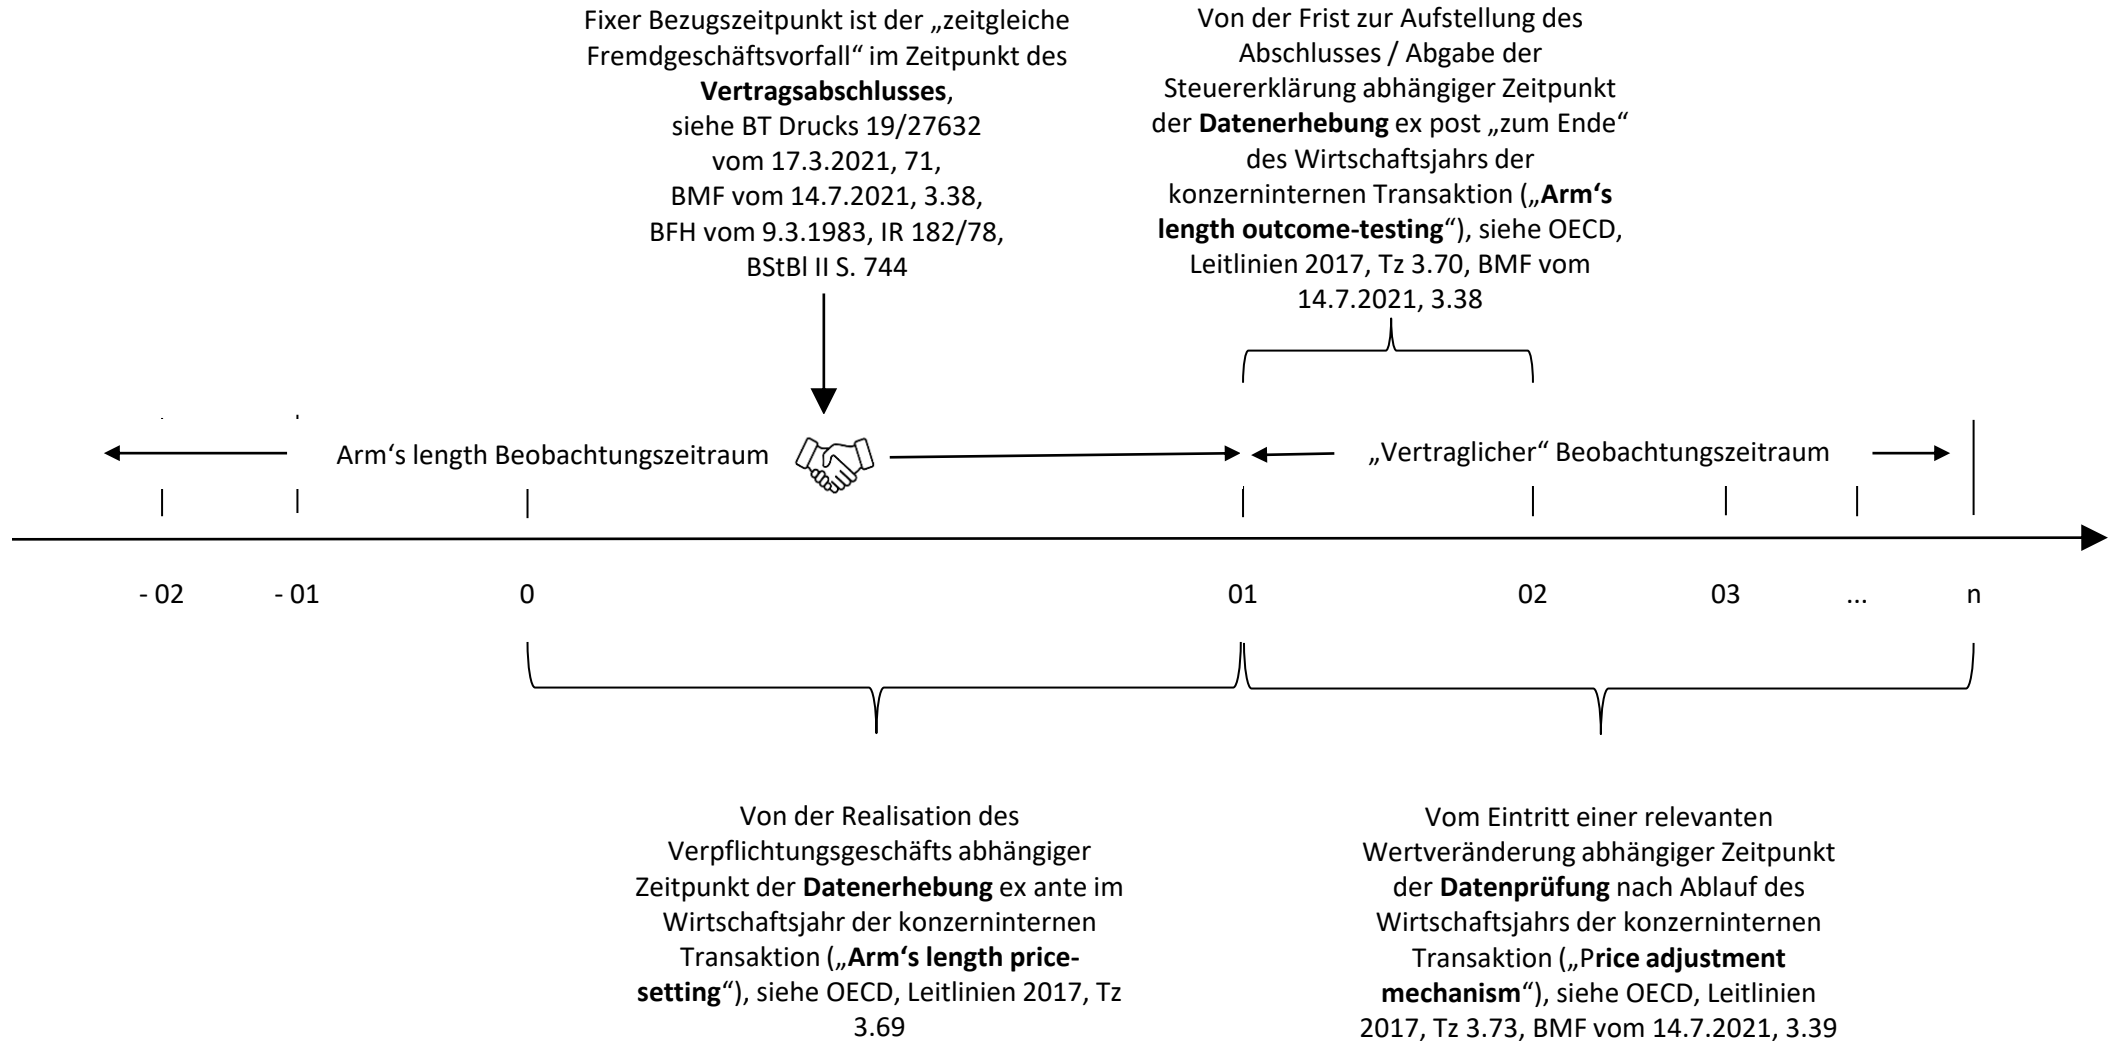 Fixer Bezugszeitpunkt ist der „zeitgleiche
Fremdgeschäftsvorfall“ im Zeitpunkt des
Vertragsabschlusses,
siehe BT Drucks 19/27632
vom 17.3.2021, 71,
BMF vom 14.7.2021, 3.38,
BFH vom 9.3.1983, IR 182/78,
BStBl II S. 744
Von der Frist zur Aufstellung des
Abschlusses / Abgabe der
Steuererklärung abhängiger Zeitpunkt
der Datenerhebung ex post „zum Ende“
des Wirtschaftsjahrs der
konzerninternen Transaktion („Arm‘s
length outcome-testing“), siehe OECD,
Leitlinien 2017, Tz 3.70, BMF vom
14.7.2021, 3.38
Arm‘s length Beobachtungszeitraum
„Vertraglicher“ Beobachtungszeitraum
- 02
- 01
0
01
02
03
...
n
Von der Realisation des
Verpflichtungsgeschäfts abhängiger
Zeitpunkt der Datenerhebung ex ante im
Wirtschaftsjahr der konzerninternen
Transaktion („Arm‘s length price-
setting“), siehe OECD, Leitlinien 2017, Tz
3.69
Vom Eintritt einer relevanten
Wertveränderung abhängiger Zeitpunkt
der Datenprüfung nach Ablauf des
Wirtschaftsjahrs der konzerninternen
Transaktion („Price adjustment
mechanism“), siehe OECD, Leitlinien
2017, Tz 3.73, BMF vom 14.7.2021, 3.39